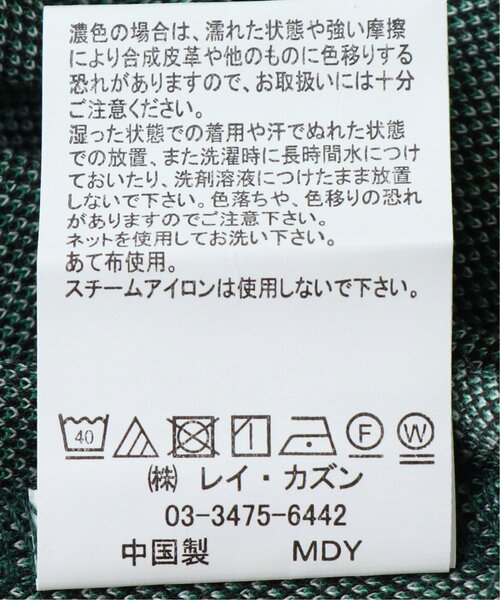 濃色の場合は、濡れた状態や強い摩擦
により合成皮革や他のものに色移りする
恐れがありますので、お取扱いには十分
ご注意ください。
湿った状態での着用や汗でぬれた状態
での放置、また洗濯時に長時間水につけ
ておいたり、洗剤溶液につけたまま放置
しないで下さい。色落ちや、色移りの恐れ
がありますのでご注意下さい。
ネットを使用してお洗い下さい。
あて布使用。
スチームアイロンは使用しないで下さい。
40 F W
㈱ レイ・カズン
03-3475-6442
中国製 MDY